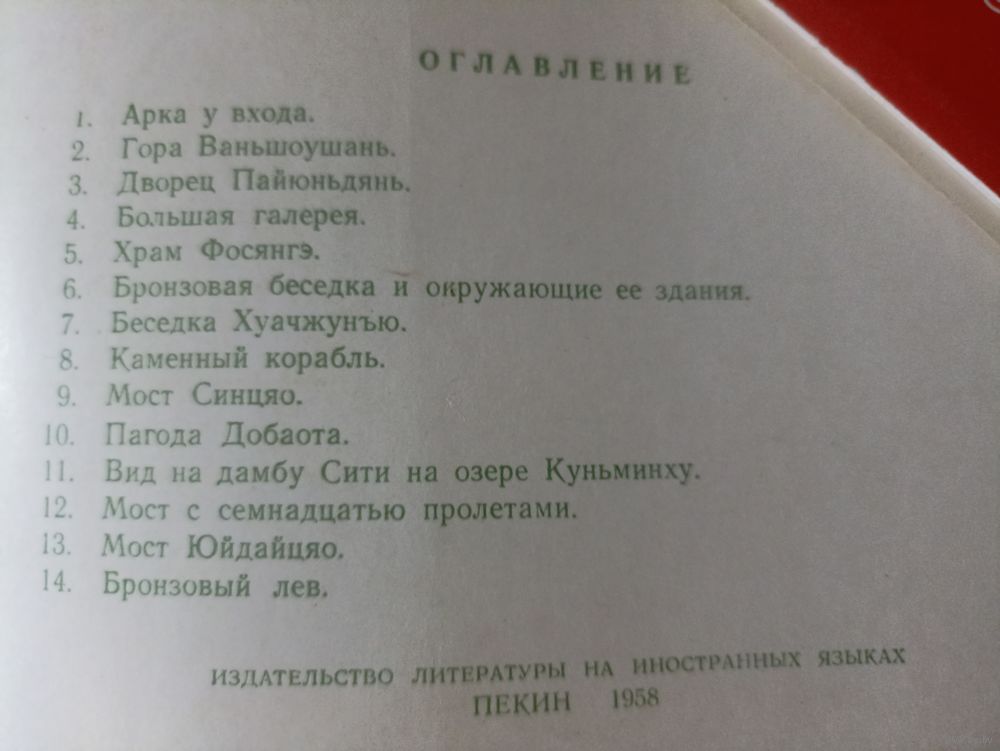 ОГЛАВЛЕНИЕ
1. Арка у входа.
2. Гора Ваньшоушань.
3. Дворец Пайюньдянь.
4. Большая галерея.
5. Храм Фосянгэ.
6. Бронзовая беседка и окружающие ее здания.
7. Беседка Хуачжунъю.
8. Каменный корабль.
9. Мост Синцяо.
10. Пагода Добаота.
11. Вид на дамбу Сити на озере Куньминху.
12. Мост с семнадцатью пролетами.
13. Мост Юйдайцяо.
14. Бронзовый лев.
ИЗДАТЕЛЬСТВО ЛИТЕРАТУРЫ НА ИНОСТРАННЫХ ЯЗЫКАХ
ПЕКИН 1958